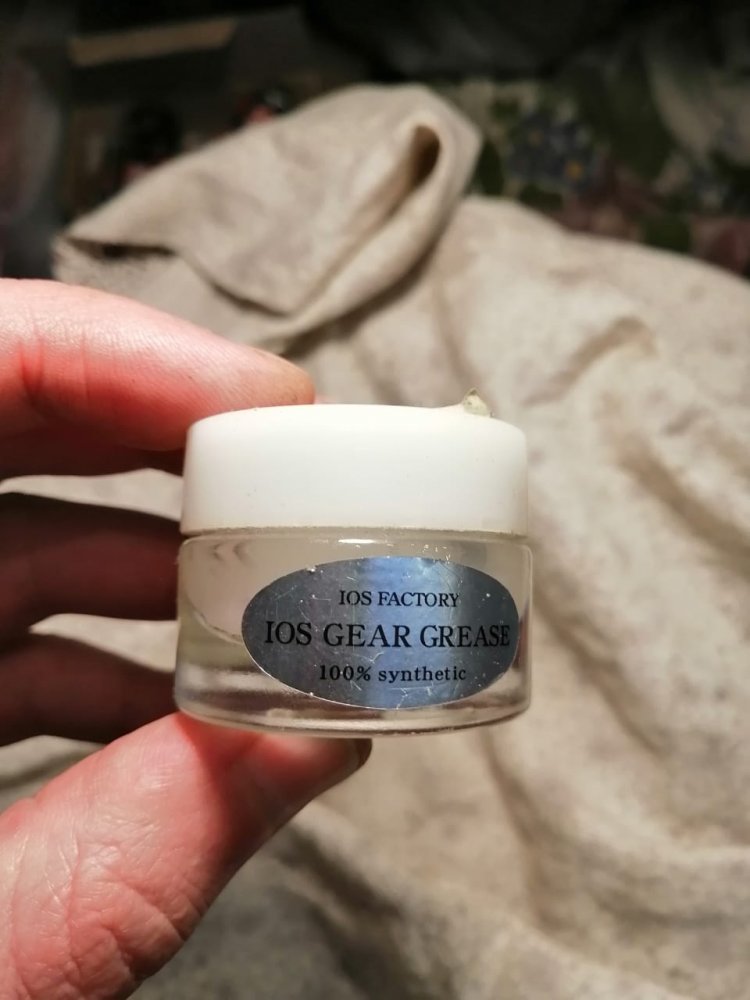 IOS FACTORY
IOS GEAR GREASE
100% synthetic